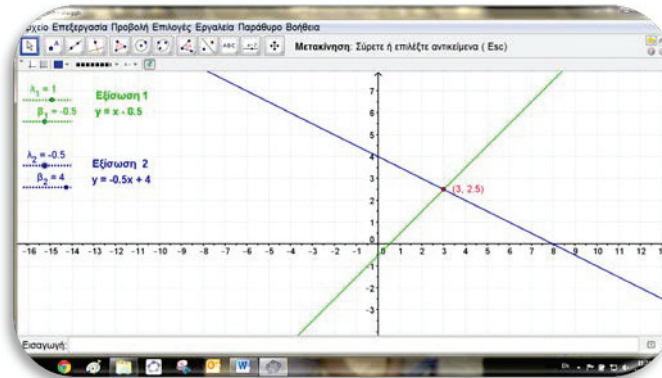 Επεξεργασία Προβολή Επιλογές Εργαλεία Παράθυρο Βοήθεια
ABC
Μετακίνηση: Σύρετε ή επιλέξτε αντικείμενα ( Esc)
λ1 = 1
β1 = -0.5
Εξίσωση 1
y = x - 0.5
λ2 = -0.5
β2 = 4
Εξίσωση 2
y = -0.5x + 4
(3, 2.5)
7
6
5
4
3
2
1
0
-1
-2
-3
-16 -15 -14 -13 -12 -11 -10 -9 -8 -7 -6 -5 -4 -3 -2 -1 0 1 2 3 4 5 6 7 8 9 10 11 12
Εισαγωγή:
EN